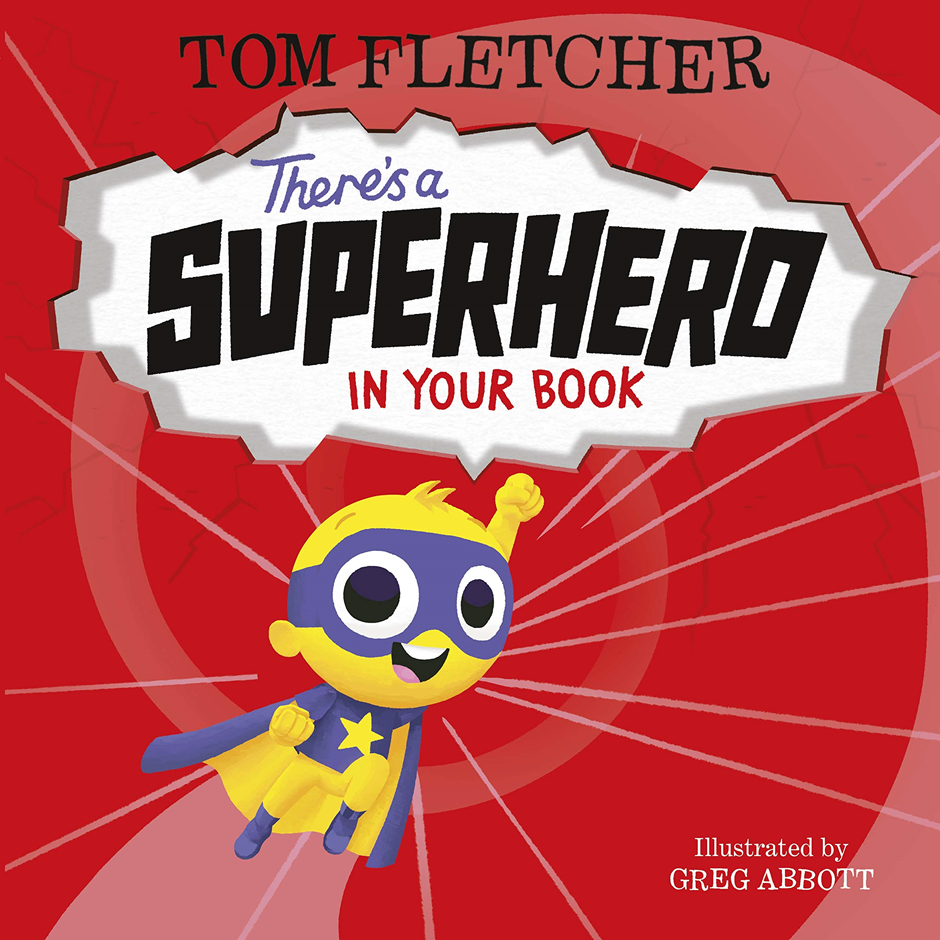 TOM FLETCHER
There's a
SUPERHERO
IN YOUR BOOK
Illustrated by
GREG ABBOTT